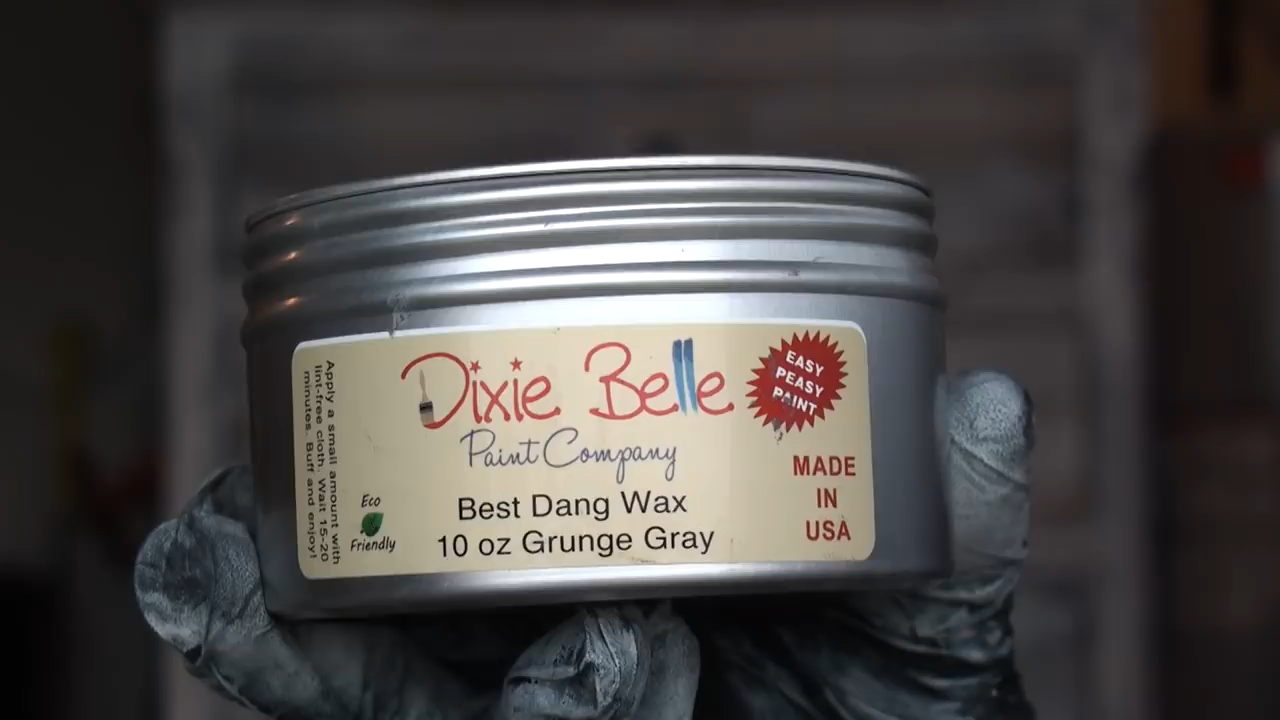 Apply a small amount with
lint-free cloth. Wait 15-20
minutes. Buff and enjoy!
Dixie Belle
Paint Company
Best Dang Wax
10 oz Grunge Gray
Eco
Friendly
EASY
PEASY
PAINT
MADE
IN
USA